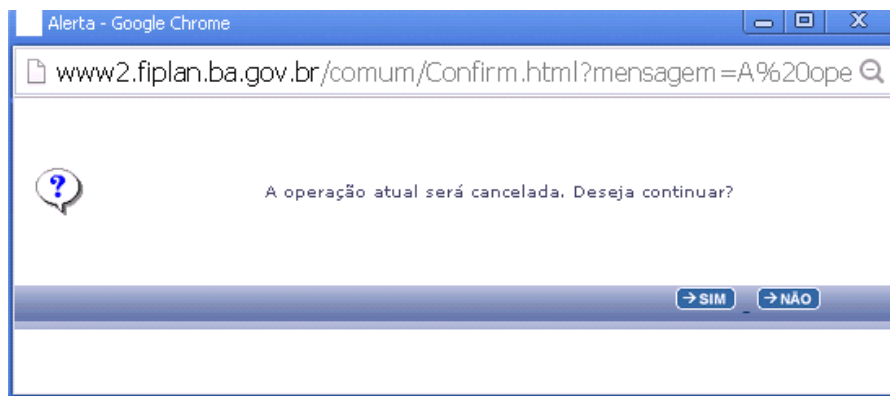 Alerta - Google Chrome
www2.fiplan.ba.gov.br/comum/Confirm.html?mensagem=A%20ope
?
A operação atual será cancelada. Deseja continuar?
→ SIM → NÃO